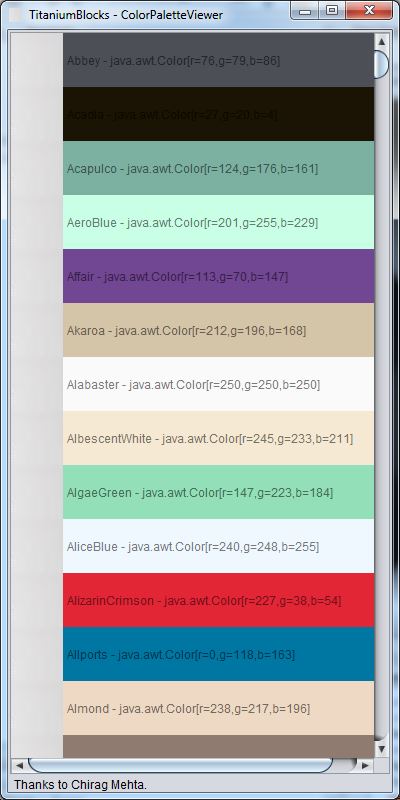 TitaniumBlocks - ColorPaletteViewer
Abbey - java.awt.Color[r=76,g=79,b=86]
Acadia - java.awt.Color[r=27,g=20,b=4]
Acapulco - java.awt.Color[r=124,g=176,b=161]
AeroBlue - java.awt.Color[r=201,g=255,b=229]
Affair - java.awt.Color[r=113,g=70,b=147]
Akaroa - java.awt.Color[r=212,g=196,b=168]
Alabaster - java.awt.Color[r=250,g=250,b=250]
AlbescentWhite - java.awt.Color[r=245,g=233,b=211]
AlgaeGreen - java.awt.Color[r=147,g=223,b=184]
AliceBlue - java.awt.Color[r=240,g=248,b=255]
AlizarinCrimson - java.awt.Color[r=227,g=38,b=54]
Allports - java.awt.Color[r=0,g=118,b=163]
Almond - java.awt.Color[r=238,g=217,b=196]
Thanks to Chirag Mehta.